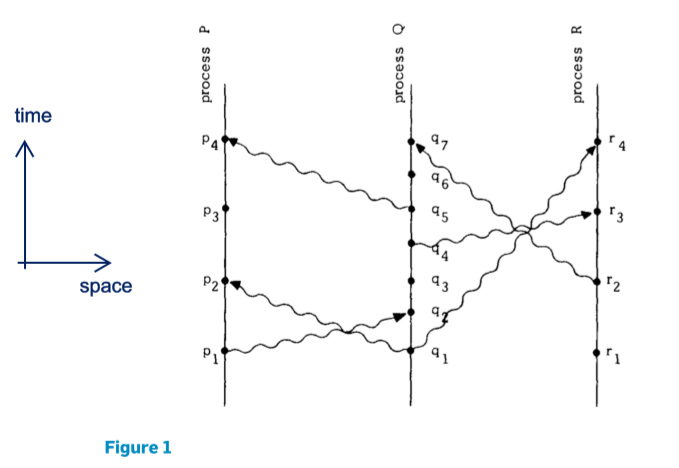 process P
process Q
process R
time
space
p4
p3
p2
p1
q7
q6
q5
q4
q3
q2
q1
r4
r3
r2
r1
Figure 1